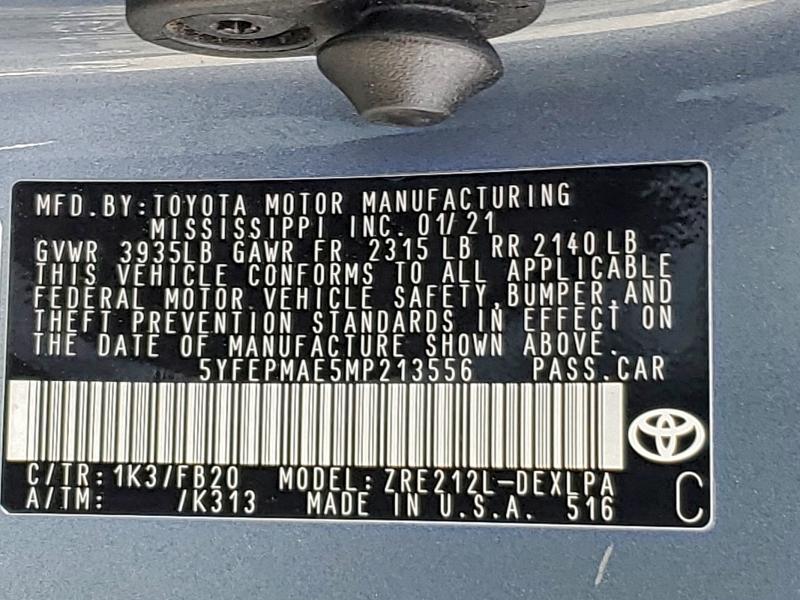 MFD.BY:TOYOTA MOTOR MANUFACTURING
MISSISSIPPI INC. 01/21
GVWR 3935LB GAWR FR 2315 LB RR 2140 LB
THIS VEHICLE CONFORMS TO ALL APPLICABLE
FEDERAL MOTOR VEHICLE SAFETY,BUMPER,AND
THEFT PREVENTION STANDARDS IN EFFECT ON
THE DATE OF MANUFACTURE SHOWN ABOVE.
5YFEPMAE5MP213556 PASS.CAR
C/TR: 1K3/FB20 MODEL: ZRE212L-DEXLPA
A/TM: /K313 MADE IN U.S.A. 516 C